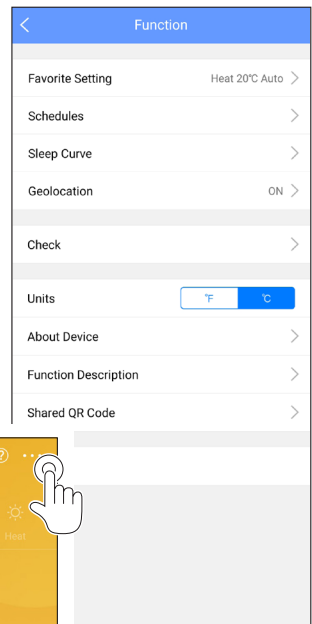 Function
Favorite Setting Heat 20°C Auto
Schedules
Sleep Curve
Geolocation ON
Check
Units °F °C
About Device
Function Description
Shared QR Code
Heat